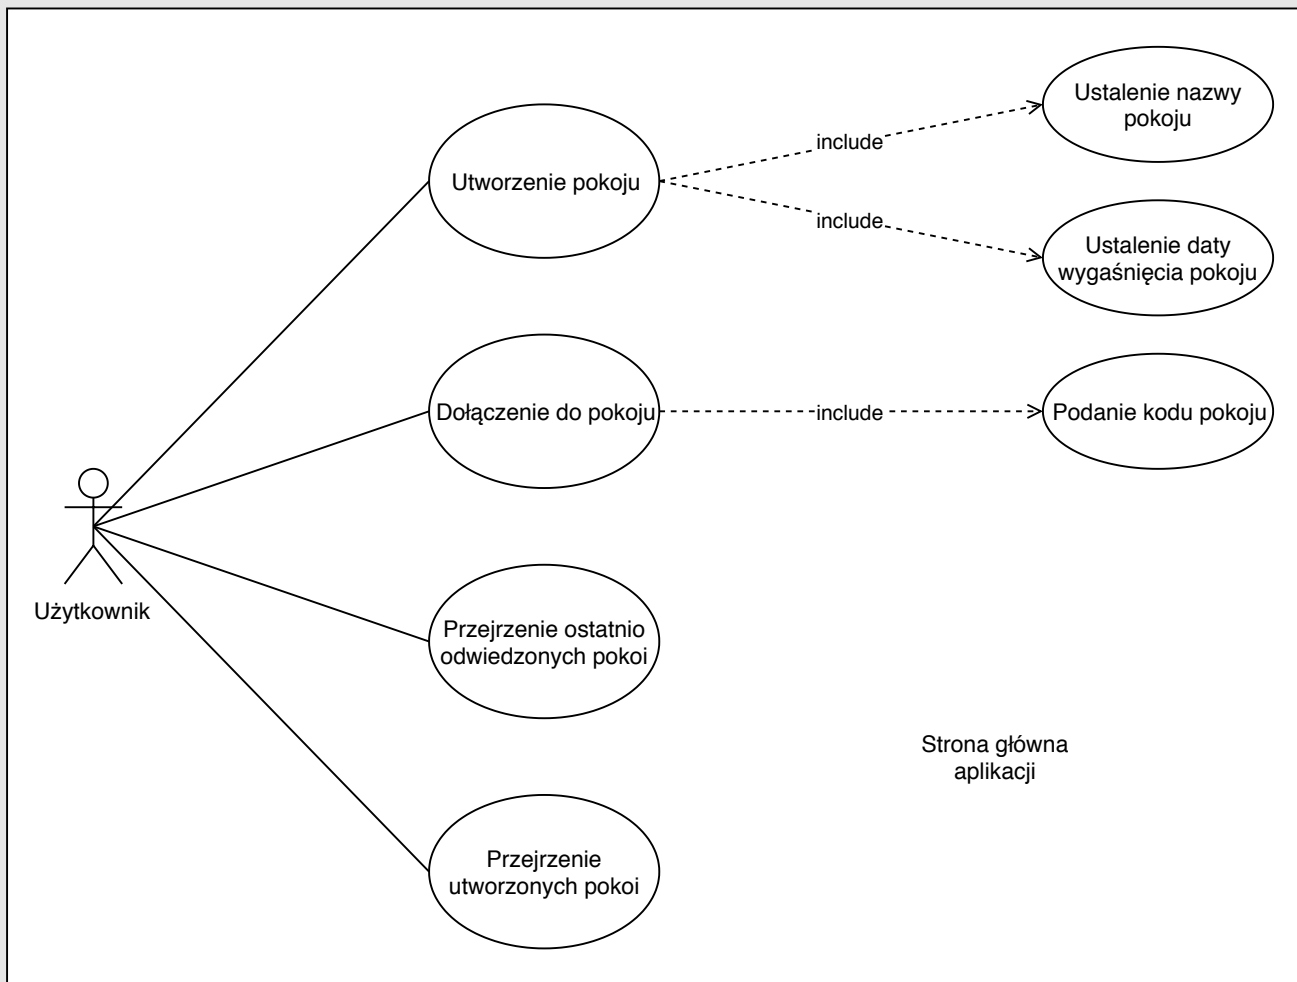 Ustalenie nazwy
pokoju
include
Utworzenie pokoju
include
Ustalenie daty
wygaśnięcia pokoju
Dołączenie do pokoju
include
Podanie kodu pokoju
Użytkownik
Przejrzenie ostatnio
odwiedzonych pokoi
Strona główna
aplikacji
Przejrzenie
utworzonych pokoi